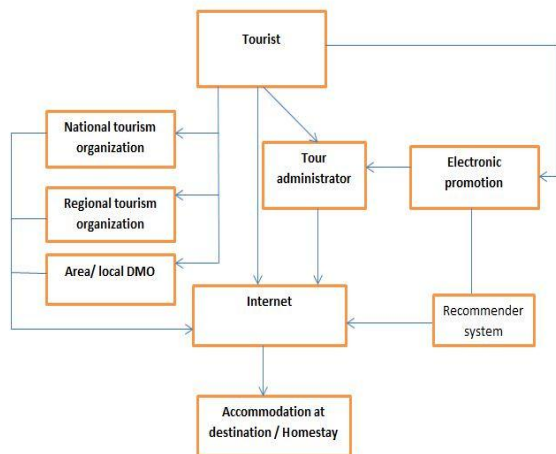 Tourist
National tourism
organization
Tour
administrator
Electronic
promotion
Regional tourism
organization
Area/ local DMO
Internet
Recommender
system
Accommodation at
destination / Homestay